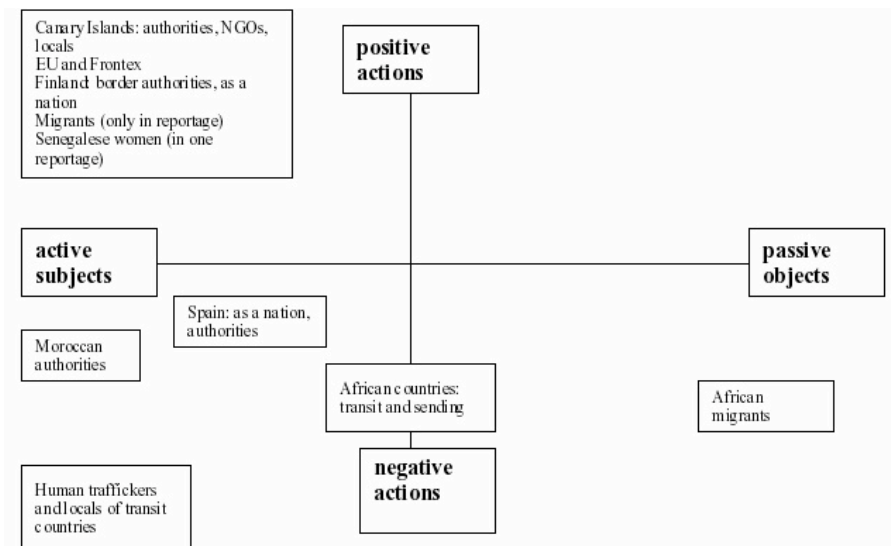 Canary Islands: authorities, NGOs,
locals
EU and Frontex
Finland: border authorities, as a
nation
Migrants (only in reportage)
Senegalese women (in one
reportage)
positive
actions
active
subjects
passive
objects
Spain: as a nation,
authorities
Moroccan
authorities
African countries:
transit and sending
African
migrants
negative
actions
Human traffickers
and locals of transit
countries